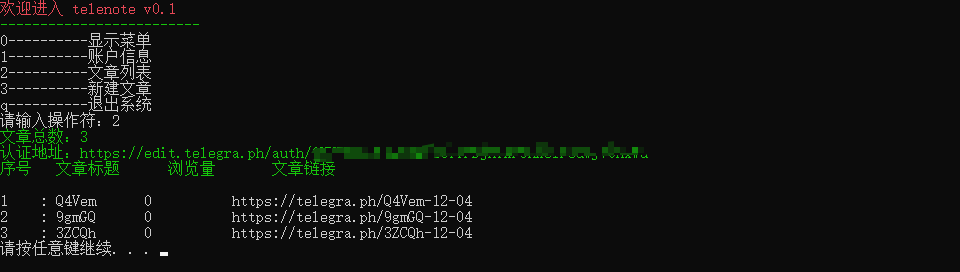 欢迎进入 telenote v0.1
-------------------------
0----------显示菜单
1----------账户信息
2----------文章列表
3----------新建文章
q----------退出系统
请输入操作符：2
文章总数：3
认证地址：https://edit.telegra.ph/auth/
序号 文章标题 浏览量 文章链接
1 : Q4Vem 0 https://telegra.ph/Q4Vem-12-04
2 : 9gmGQ 0 https://telegra.ph/9gmGQ-12-04
3 : 3ZCQh 0 https://telegra.ph/3ZCQh-12-04
请按任意键继续. . .